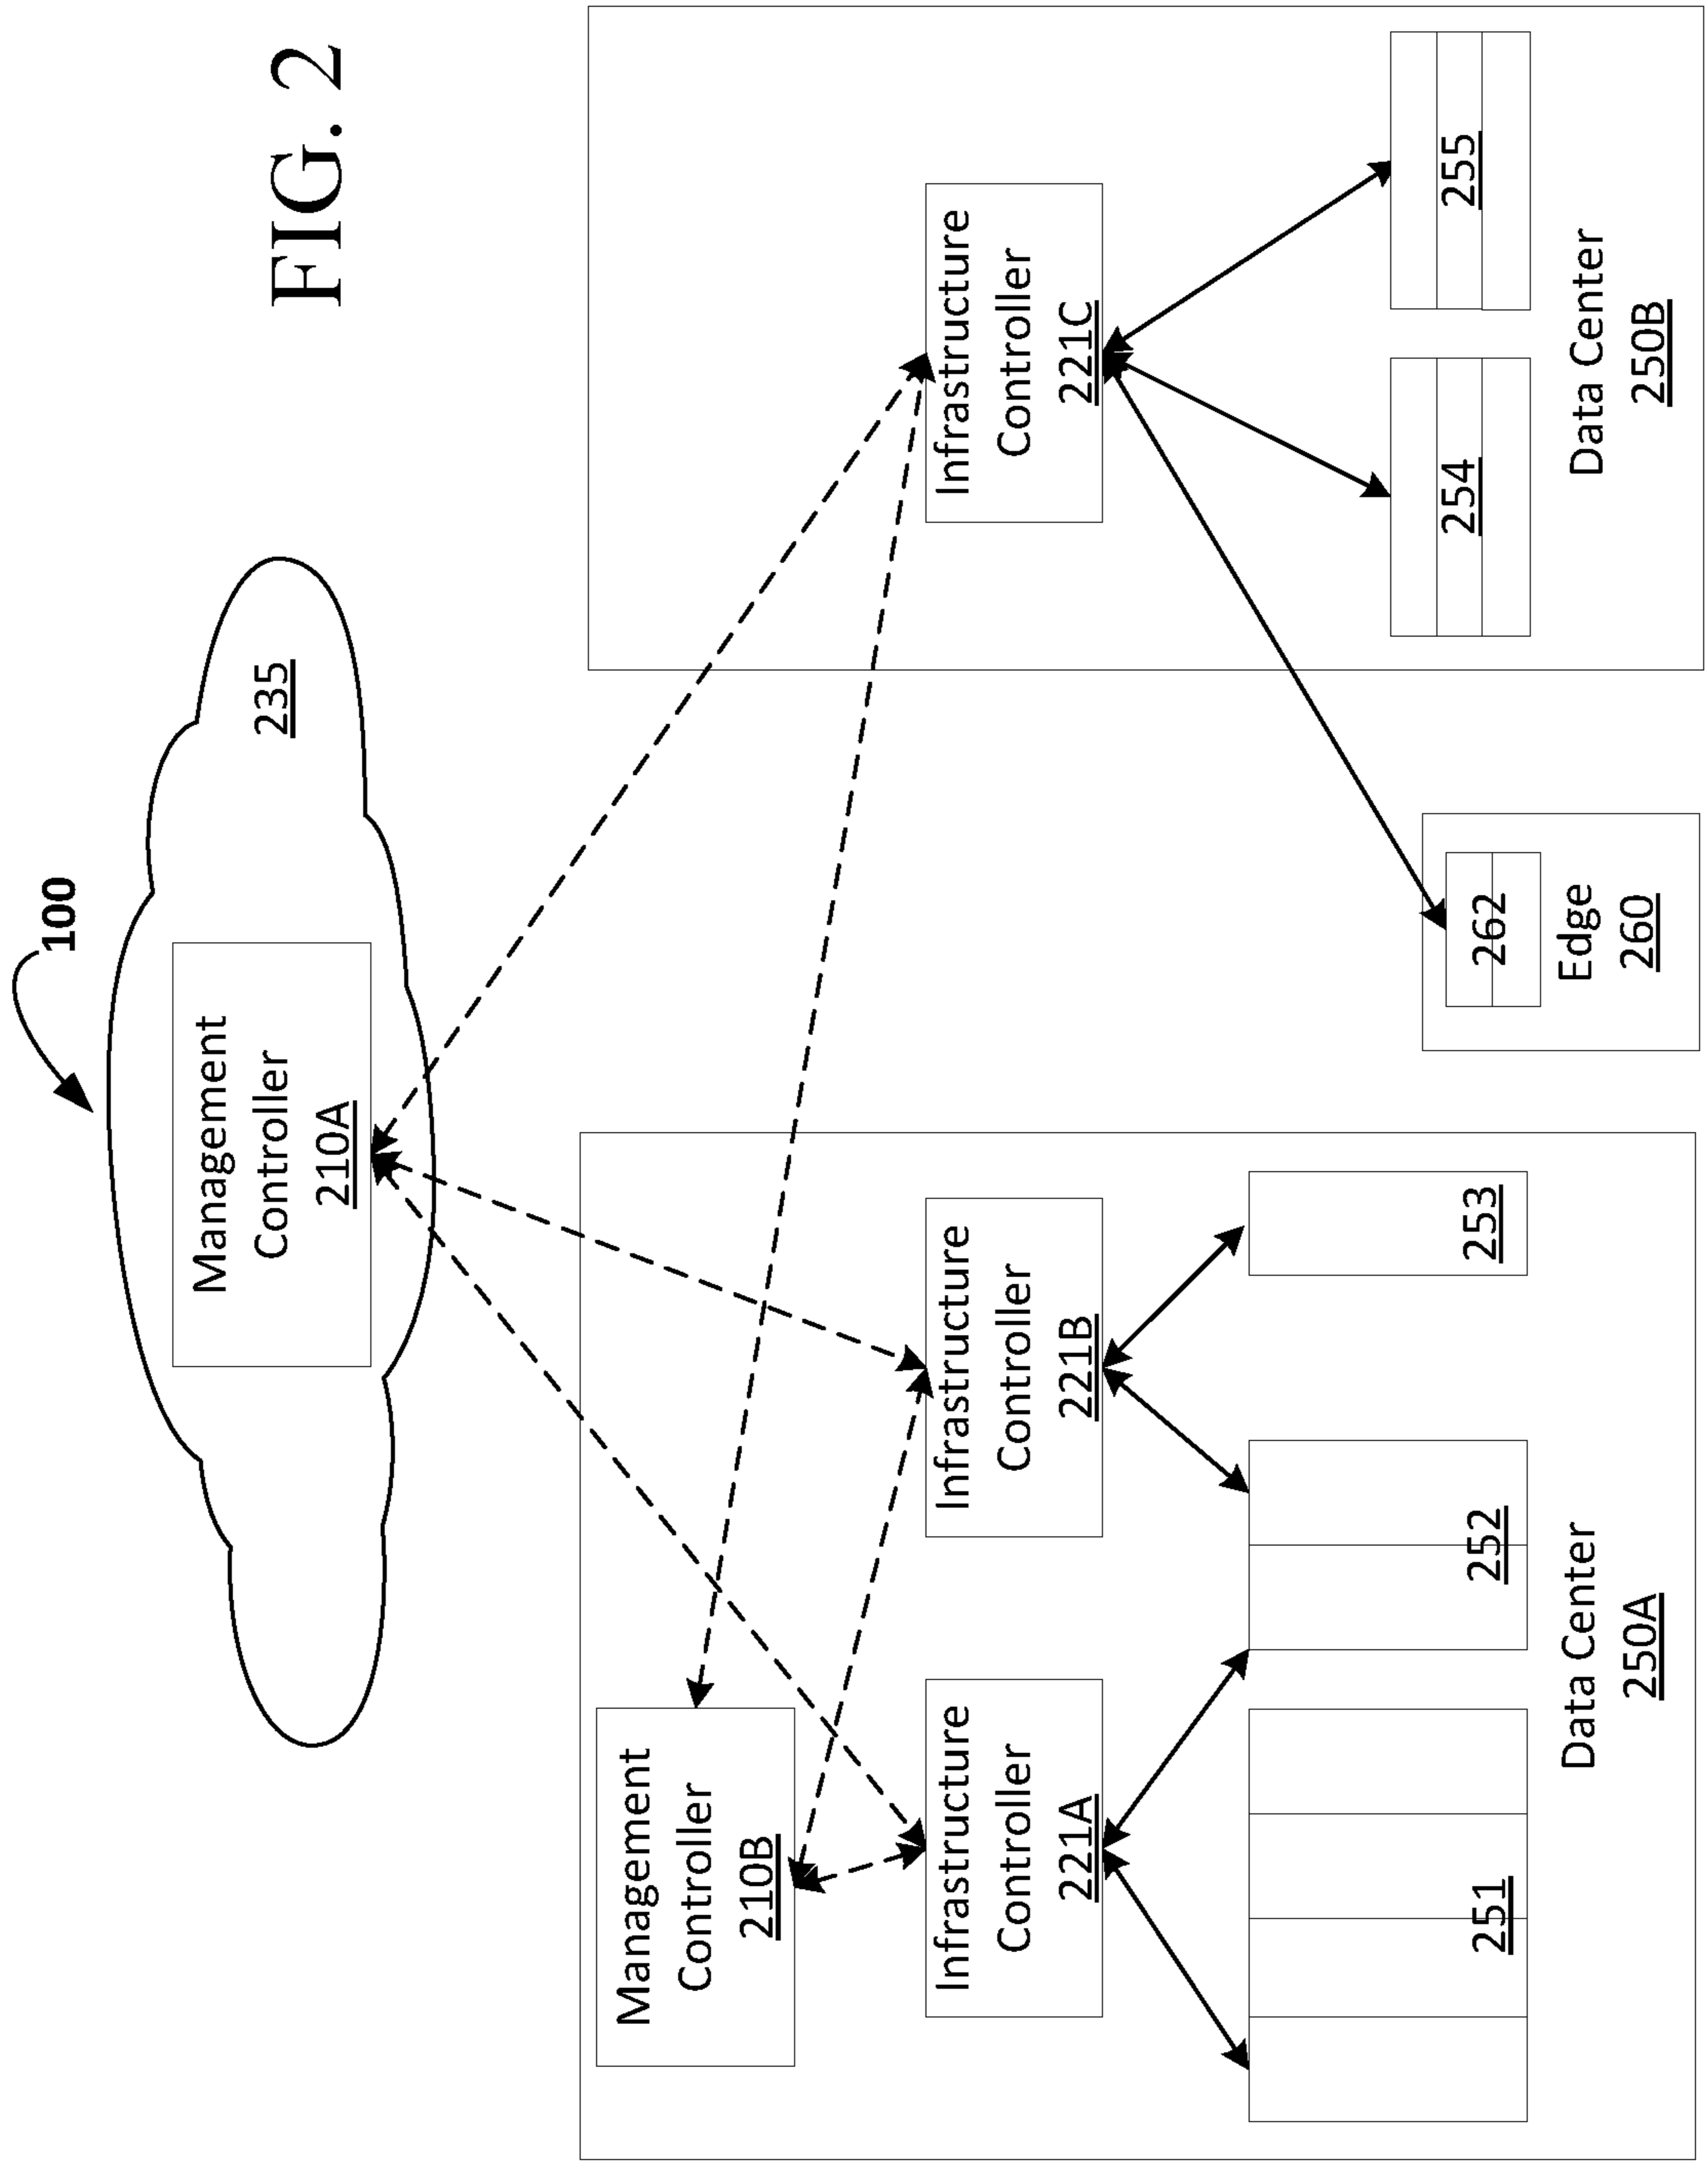 100
Management
Controller
210A
235
FIG. 2
Management
Controller
210B
Infrastructure
Controller
221A
Infrastructure
Controller
221B
Infrastructure
Controller
221C
251
252
253
Data Center
250A
262
Edge
260
254
255
Data Center
250B